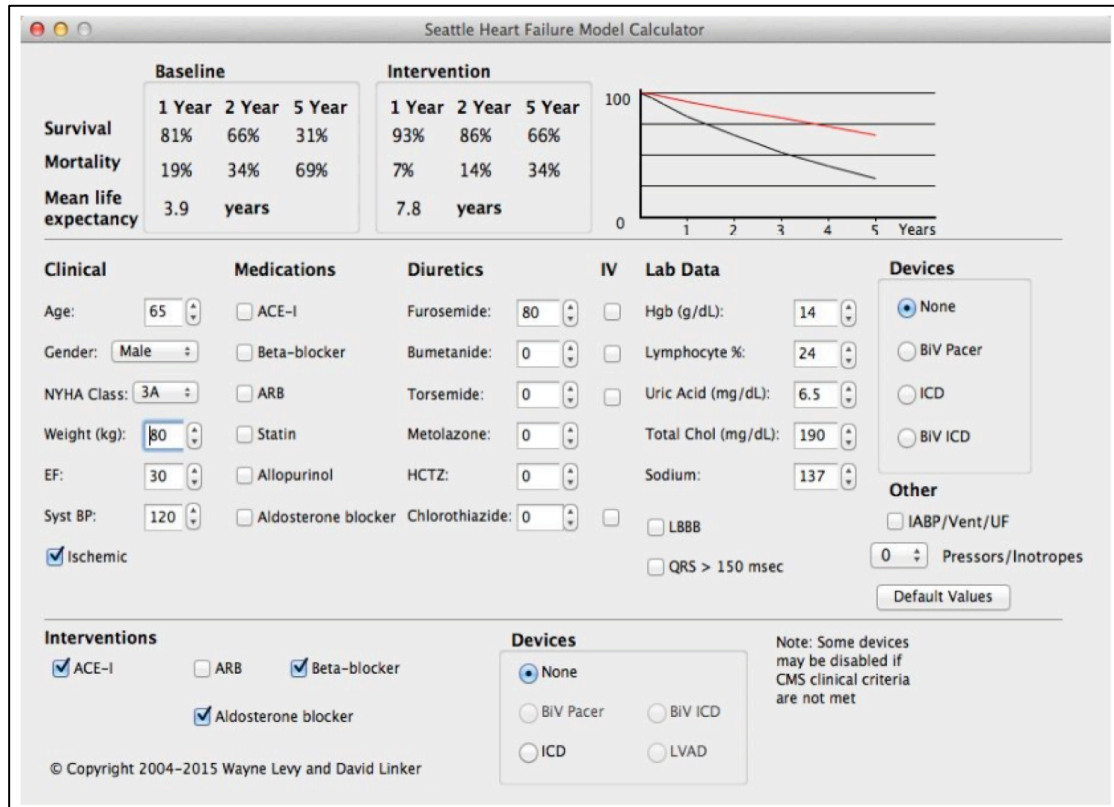 Seattle Heart Failure Model Calculator
Baseline
1 Year 2 Year 5 Year
Intervention
1 Year 2 Year 5 Year
Survival 81% 66% 31% 93% 86% 66%
Mortality 19% 34% 69% 7% 14% 34%
Mean life
expectancy 3.9 years 7.8 years
100
0
1 2 3 4 5 Years
Clinical
Age: 65
Gender: Male
NYHA Class: 3A
Weight (kg): 80
EF: 30
Syst BP: 120
Ischemic
Medications
ACE-I
Beta-blocker
ARB
Statin
Allopurinol
Aldosterone blocker
Diuretics IV
Furosemide: 80
Bumetanide: 0
Torsemide: 0
Metolazone: 0
HCTZ: 0
Chlorothiazide: 0
Lab Data
Hgb (g/dL): 14
Lymphocyte %: 24
Uric Acid (mg/dL): 6.5
Total Chol (mg/dL): 190
Sodium: 137
LBBB
QRS > 150 msec
Devices
None
BiV Pacer
ICD
BiV ICD
Other
IABP/Vent/UF
0 Pressors/Inotropes
Default Values
Interventions
ACE-I ARB Beta-blocker
Aldosterone blocker
Devices
None
BiV Pacer BiV ICD
ICD LVAD
Note: Some devices
may be disabled if
CMS clinical criteria
are not met
© Copyright 2004-2015 Wayne Levy and David Linker